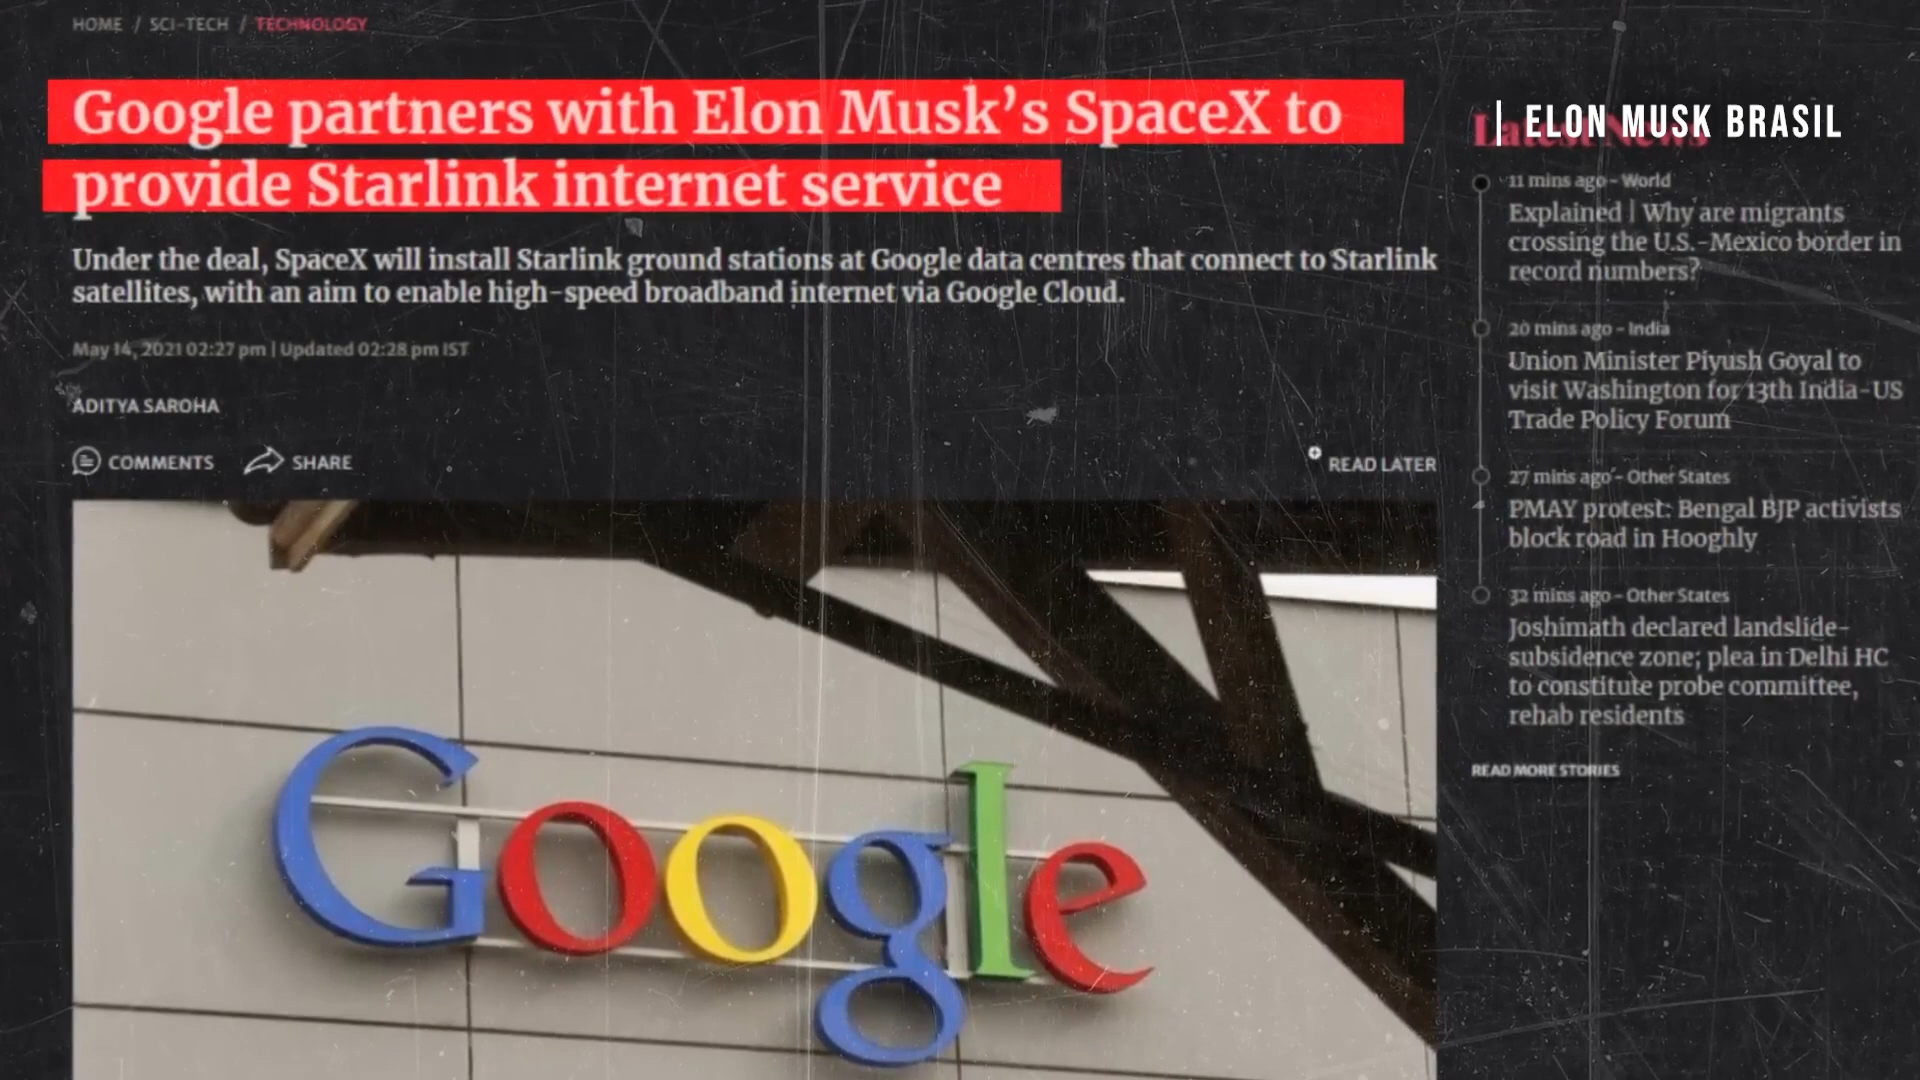 HOME / SCI-TECH / TECHNOLOGY
Google partners with Elon Musk's SpaceX to
provide Starlink internet service
Under the deal, SpaceX will install Starlink ground stations at Google data centres that connect to Starlink
satellites, with an aim to enable high-speed broadband internet via Google Cloud.
May 14, 2021 02:27 pm | Updated 02:28 pm IST
ADITYA SAROHA
COMMENTS SHARE
READ LATER
Google
| ELON MUSK BRASIL
Latest News
11 mins ago - World
Explained | Why are migrants
crossing the U.S.-Mexico border in
record numbers?
20 mins ago - India
Union Minister Piyush Goyal to
visit Washington for 13th India-US
Trade Policy Forum
27 mins ago - Other States
PMAY protest: Bengal BJP activists
block road in Hooghly
32 mins ago - Other States
Joshimath declared landslide-
subsidence zone; plea in Delhi HC
to constitute probe committee,
rehab residents
READ MORE STORIES